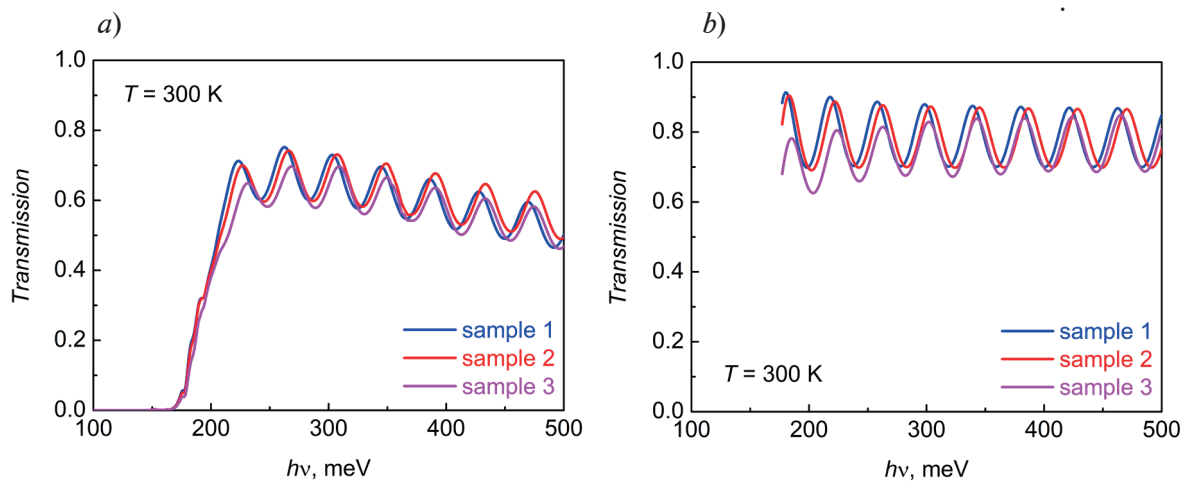 a)
1.0
0.8
0.6
0.4
0.2
0.0
Transmission
T = 300 K
sample 1
sample 2
sample 3
100 200 300 400 500
hν, meV
b)
1.0
0.8
0.6
0.4
0.2
0.0
Transmission
sample 1
sample 2
sample 3
T = 300 K
100 200 300 400 500
hν, meV